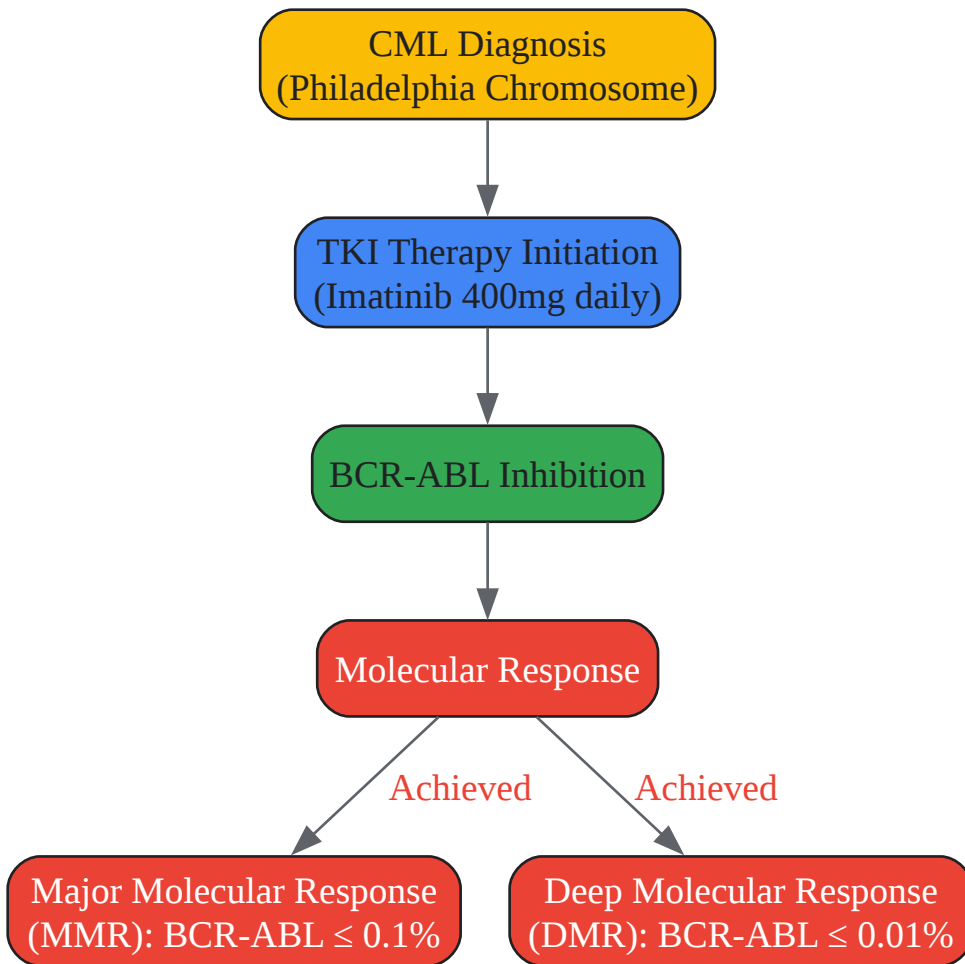 CML Diagnosis
(Philadelphia Chromosome)
TKI Therapy Initiation
(Imatinib 400mg daily)
BCR-ABL Inhibition
Molecular Response
Achieved
Achieved
Major Molecular Response
(MMR): BCR-ABL ≤ 0.1%
Deep Molecular Response
(DMR): BCR-ABL ≤ 0.01%